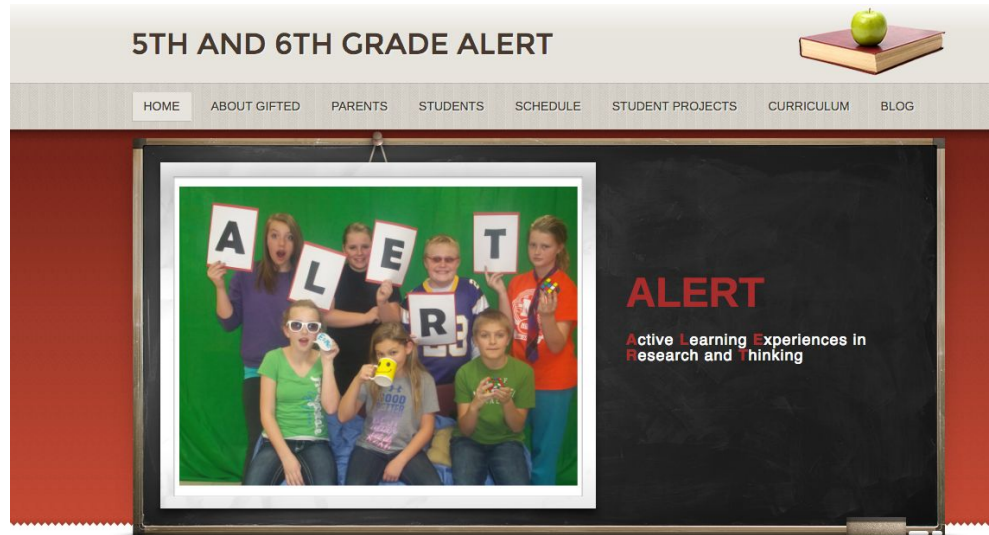 5TH AND 6TH GRADE ALERT
HOME ABOUT GIFTED PARENTS STUDENTS SCHEDULE STUDENT PROJECTS CURRICULUM BLOG
A L E R T
ALERT
Active Learning Experiences in
Research and Thinking